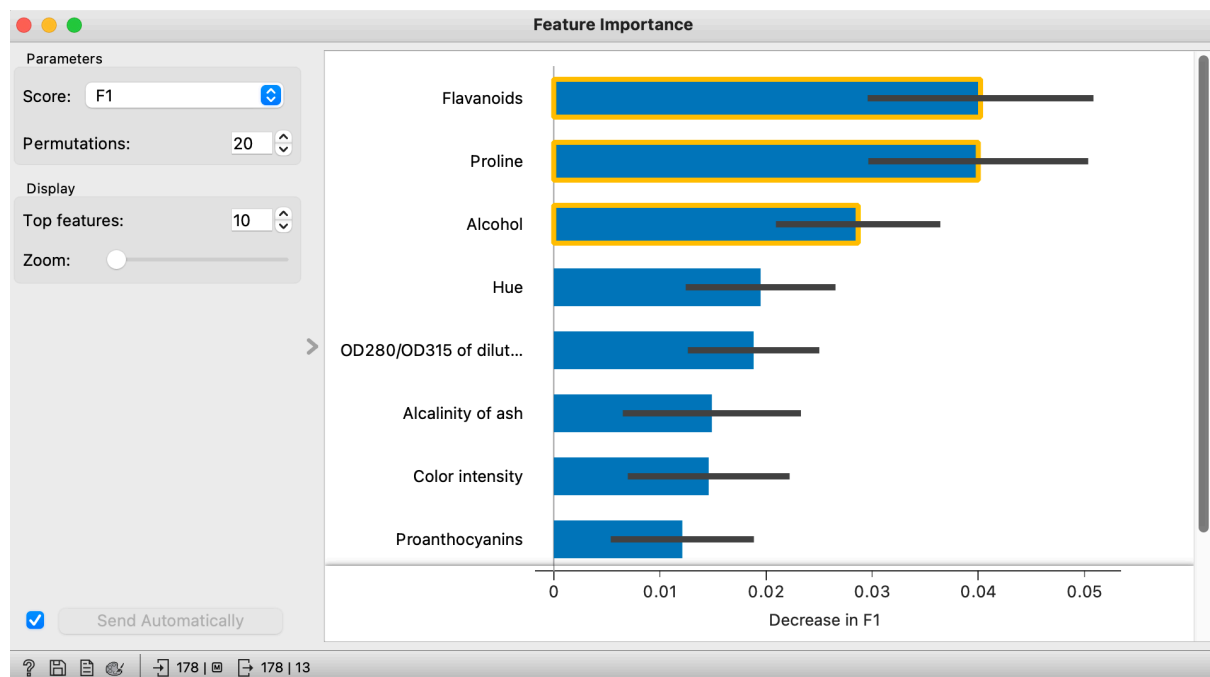 Feature Importance
Parameters
Score: F1
Permutations: 20
Display
Top features: 10
Zoom:
Send Automatically
Flavanoids
Proline
Alcohol
Hue
OD280/OD315 of dilut...
Alcalinity of ash
Color intensity
Proanthocyanins
0 0.01 0.02 0.03 0.04 0.05
Decrease in F1
? 178 | M 178 | 13